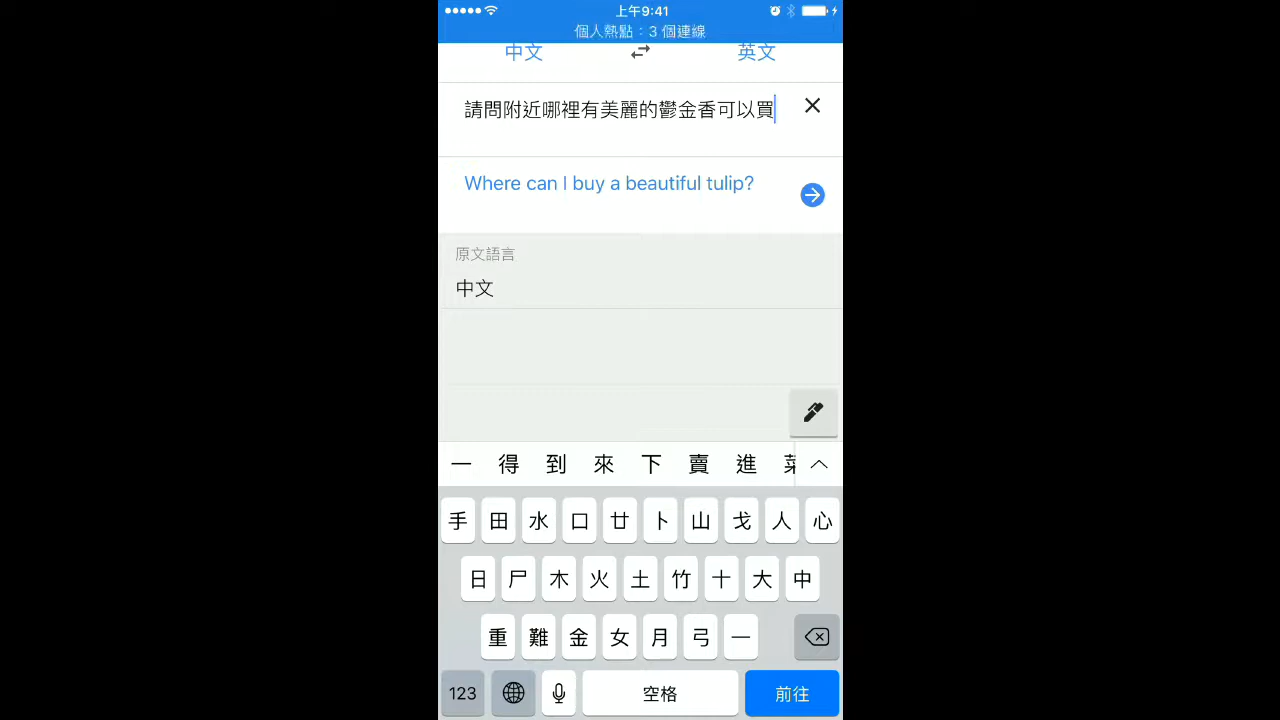 上午9:41
個人熱點：3 個連線
中文 英文
請問附近哪裡有美麗的鬱金香可以買
Where can I buy a beautiful tulip?
原文語言
中文
一 得 到 來 下 賣 進 菜
手 田 水 口 廿 卜 山 戈 人 心
日 尸 木 火 土 竹 十 大 中
重 難 金 女 月 弓 一
123 空格 前往